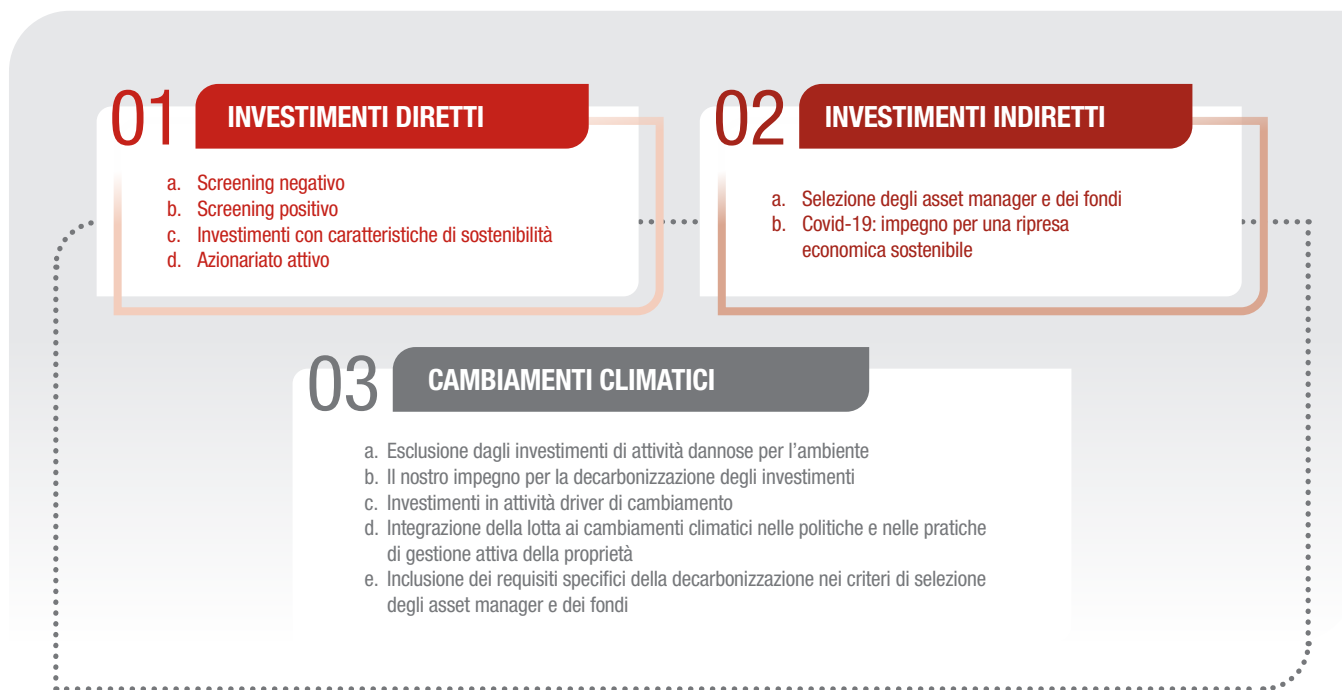 01 INVESTIMENTI DIRETTI
a. Screening negativo
b. Screening positivo
c. Investimenti con caratteristiche di sostenibilità
d. Azionariato attivo
02 INVESTIMENTI INDIRETTI
a. Selezione degli asset manager e dei fondi
b. Covid-19: impegno per una ripresa
economica sostenibile
03 CAMBIAMENTI CLIMATICI
a. Esclusione dagli investimenti di attività dannose per l’ambiente
b. Il nostro impegno per la decarbonizzazione degli investimenti
c. Investimenti in attività driver di cambiamento
d. Integrazione della lotta ai cambiamenti climatici nelle politiche e nelle pratiche
di gestione attiva della proprietà
e. Inclusione dei requisiti specifici della decarbonizzazione nei criteri di selezione
degli asset manager e dei fondi